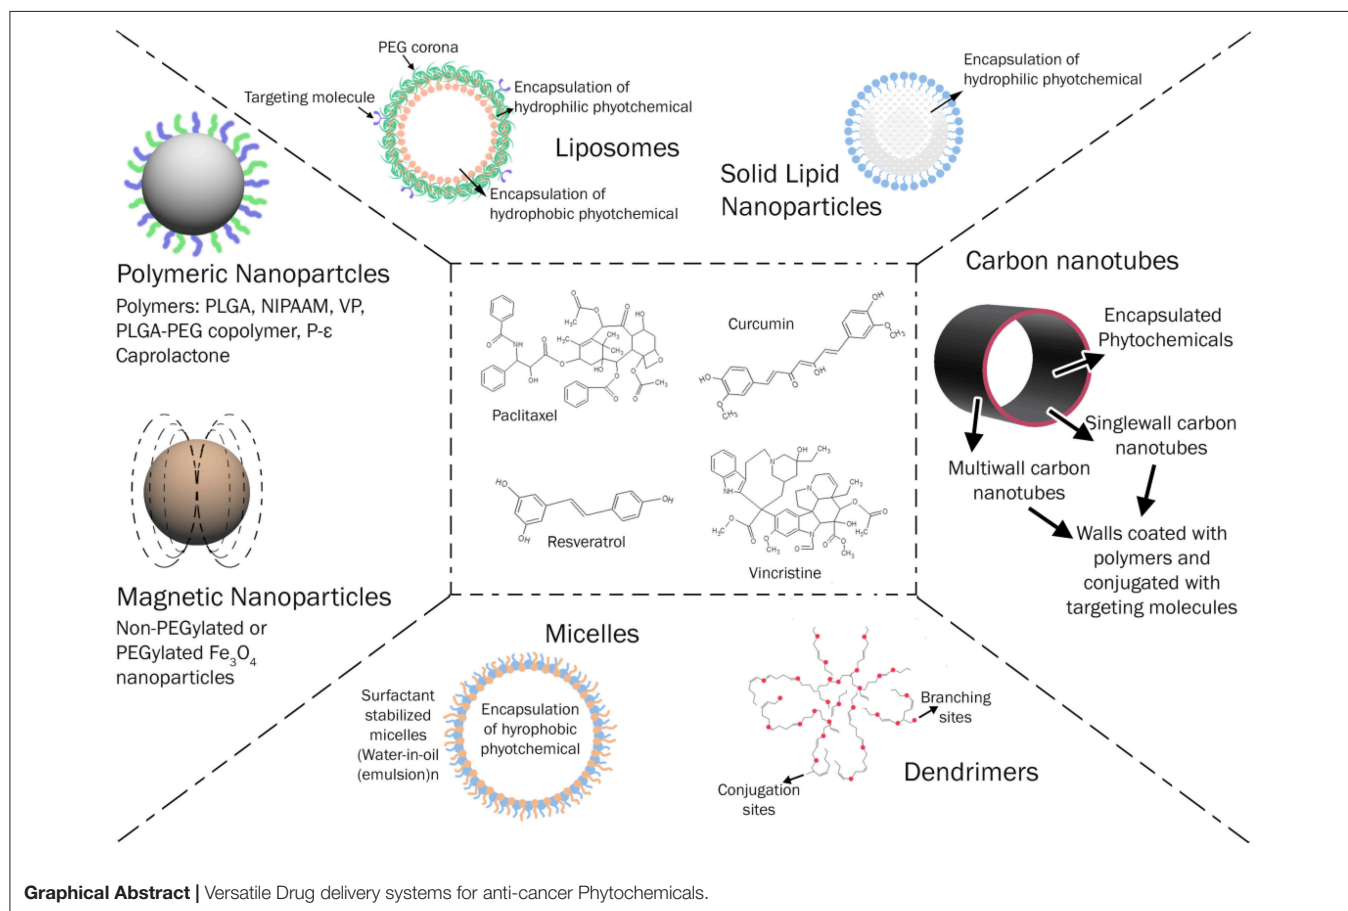 PEG corona
Targeting molecule
Encapsulation of
hydrophilic phyotchemical
Liposomes
Encapsulation of
hydrophobic phyotchemical
Encapsulation of
hydrophilic phyotchemical
Solid Lipid
Nanoparticles
Polymeric Nanopartcles
Polymers: PLGA, NIPAAM, VP,
PLGA-PEG copolymer, P-ε
Caprolactone
Magnetic Nanoparticles
Non-PEGylated or
PEGylated Fe₃O₄
nanoparticles
Paclitaxel
Curcumin
Resveratrol
Vincristine
Carbon nanotubes
Encapsulated
Phytochemicals
Singlewall carbon
nanotubes
Multiwall carbon
nanotubes
Walls coated with
polymers and
conjugated with
targeting molecules
Micelles
Surfactant
stabilized
micelles
(Water-in-oil
(emulsion)n
Encapsulation
of hyrophobic
phyotchemical
Branching
sites
Dendrimers
Conjugation
sites
Graphical Abstract | Versatile Drug delivery systems for anti-cancer Phytochemicals.